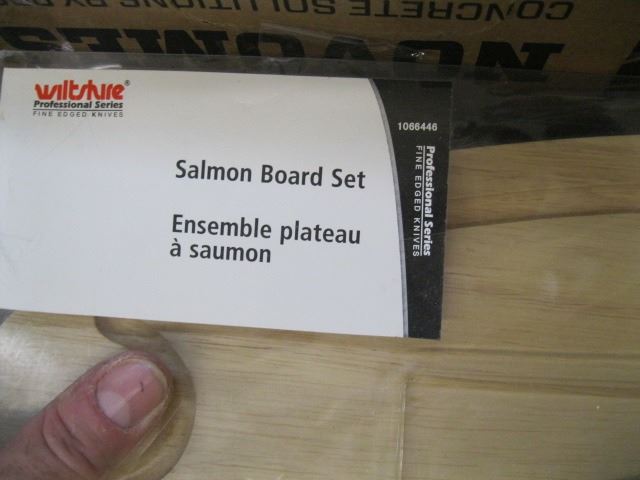 CONCRETE SOLUTIONS BY
wiltshire®
Professional Series
FINE EDGED KNIVES
1066446
Salmon Board Set
Ensemble plateau
à saumon
Professional Series
FINE EDGED KNIVES